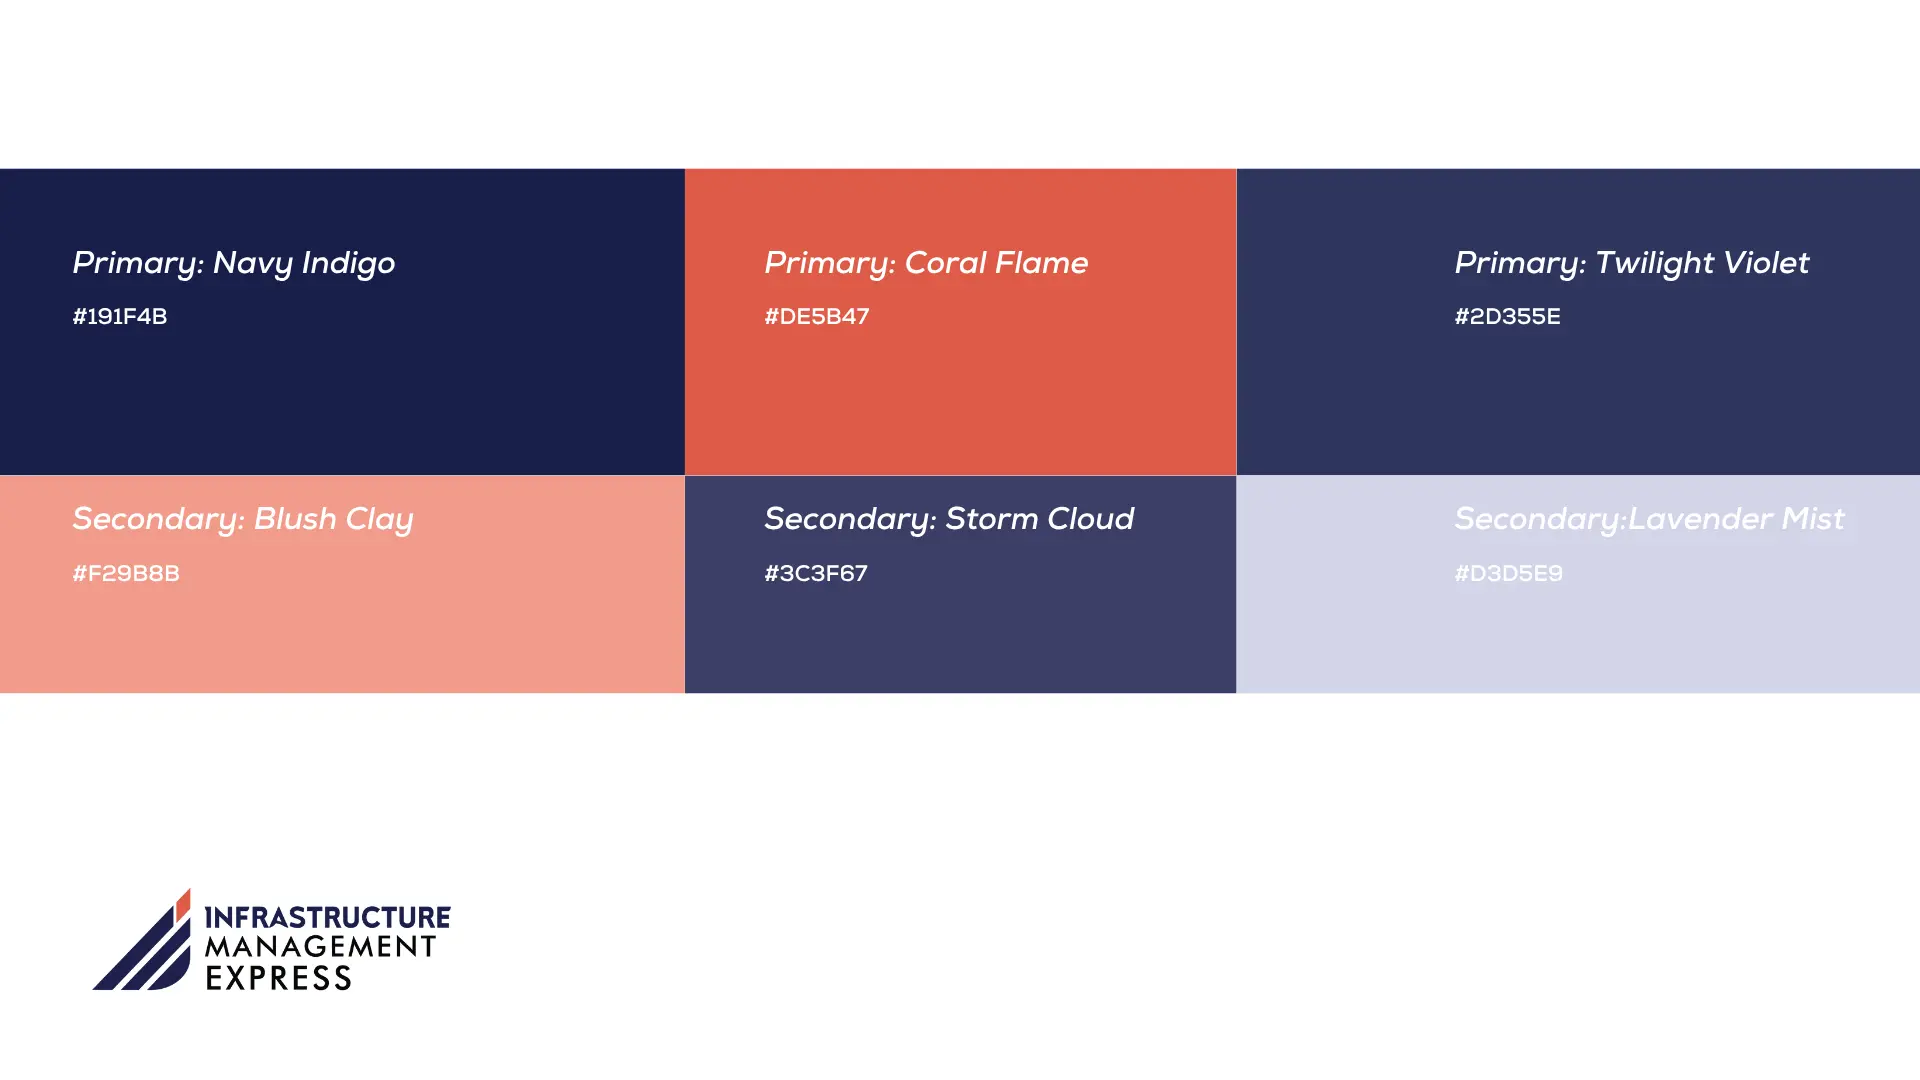 Primary: Navy Indigo
#191F4B
Primary: Coral Flame
#DE5B47
Primary: Twilight Violet
#2D355E
Secondary: Blush Clay
#F29B8B
Secondary: Storm Cloud
#3C3F67
Secondary:Lavender Mist
#D3D5E9
INFRASTRUCTURE
MANAGEMENT
EXPRESS